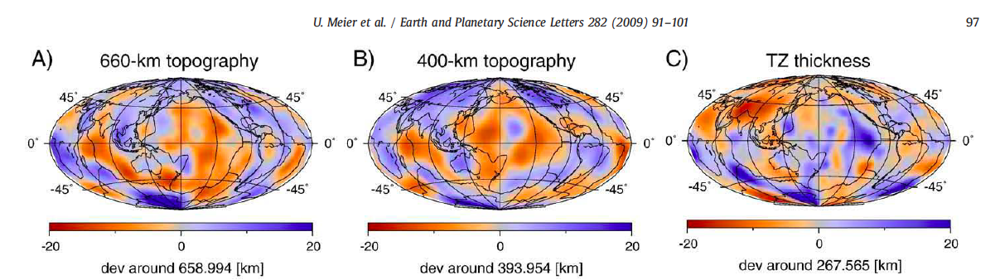 U. Meier et al. / Earth and Planetary Science Letters 282 (2009) 91–101 97
A) 660-km topography B) 400-km topography C) TZ thickness
45° 45° 45° 45° 45° 45°
0° 0° 0° 0° 0° 0°
-45° -45° -45° -45° -45° -45°
-20 0 20 -20 0 20 -20 0 20
dev around 658.994 [km] dev around 393.954 [km] dev around 267.565 [km]